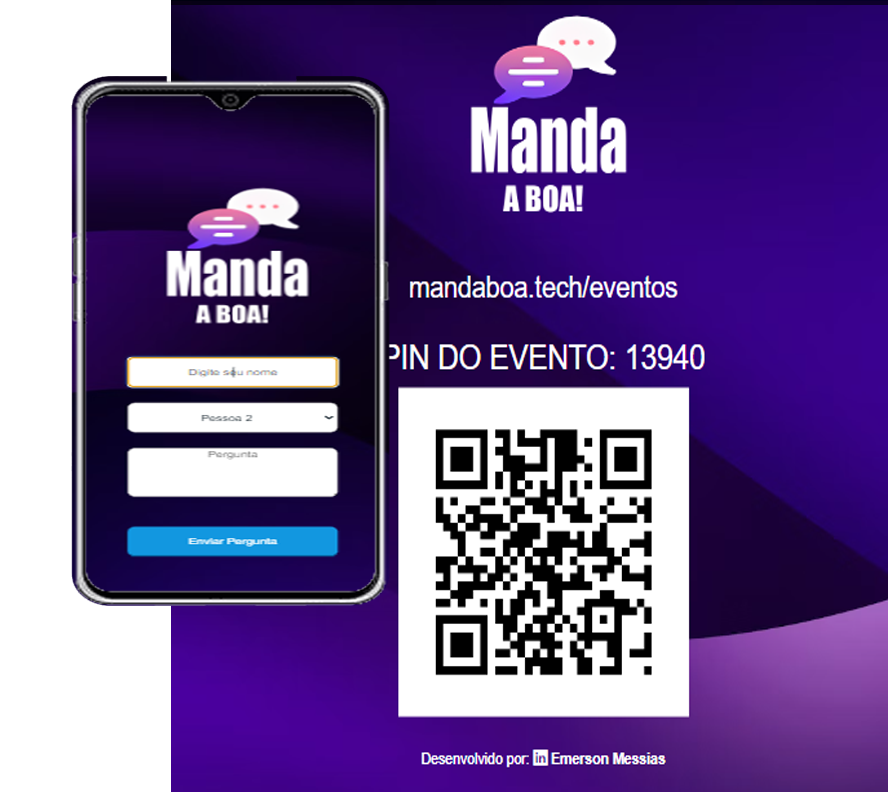 Manda
A BOA!
mandaboa.tech/eventos
PIN DO EVENTO: 13940
Desenvolvido por: in Emerson Messias
Manda
A BOA!
Digite seu nome
Pessoa 2
Pergunta
Enviar Pergunta